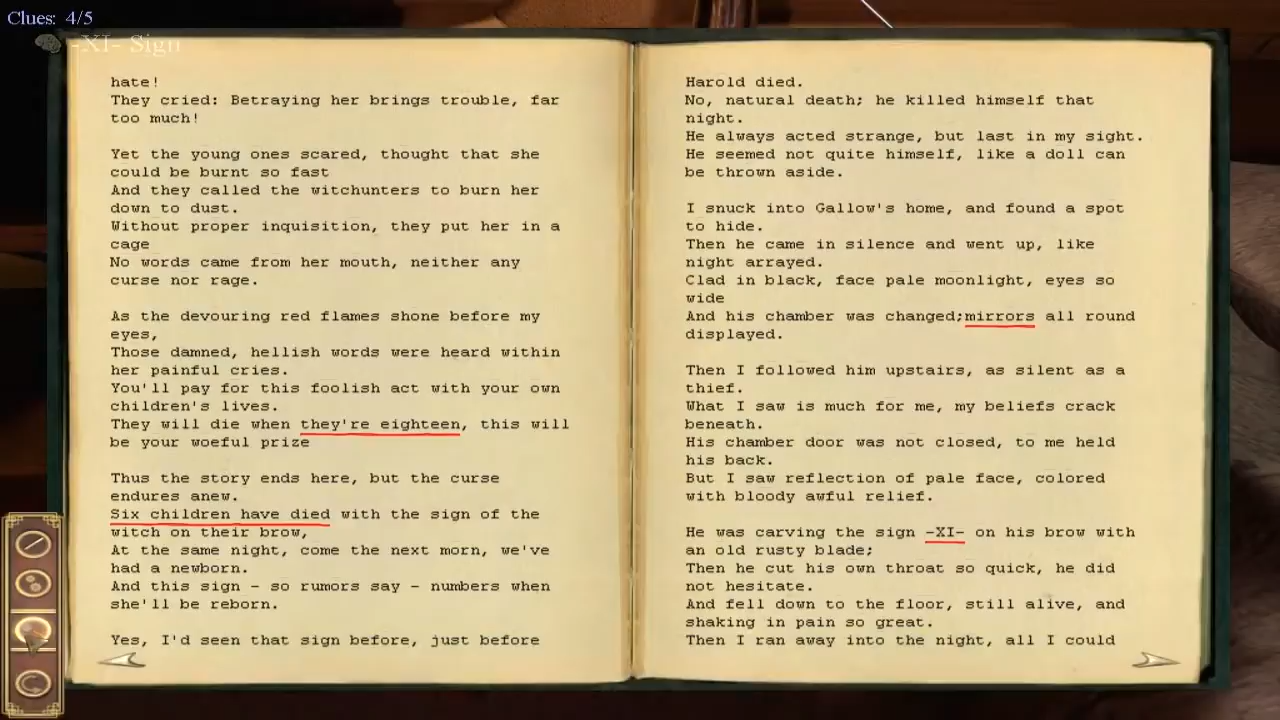 Clues: 4/5
-XI- Sign
hate!
They cried: Betraying her brings trouble, far
too much!
Yet the young ones scared, thought that she
could be burnt so fast
And they called the witchunters to burn her
down to dust.
Without proper inquisition, they put her in a
cage
No words came from her mouth, neither any
curse nor rage.
As the devouring red flames shone before my
eyes,
Those damned, hellish words were heard within
her painful cries.
You'll pay for this foolish act with your own
children's lives.
They will die when they're eighteen, this will
be your woeful prize
Thus the story ends here, but the curse
endures anew.
Six children have died with the sign of the
witch on their brow,
At the same night, come the next morn, we've
had a newborn.
And this sign - so rumors say - numbers when
she'll be reborn.
Yes, I'd seen that sign before, just before
Harold died.
No, natural death; he killed himself that
night.
He always acted strange, but last in my sight.
He seemed not quite himself, like a doll can
be thrown aside.
I snuck into Gallow's home, and found a spot
to hide.
Then he came in silence and went up, like
night arrayed.
Clad in black, face pale moonlight, eyes so
wide
And his chamber was changed;mirrors all round
displayed.
Then I followed him upstairs, as silent as a
thief.
What I saw is much for me, my beliefs crack
beneath.
His chamber door was not closed, to me held
his back.
But I saw reflection of pale face, colored
with bloody awful relief.
He was carving the sign -XI- on his brow with
an old rusty blade;
Then he cut his own throat so quick, he did
not hesitate.
And fell down to the floor, still alive, and
shaking in pain so great.
Then I ran away into the night, all I could